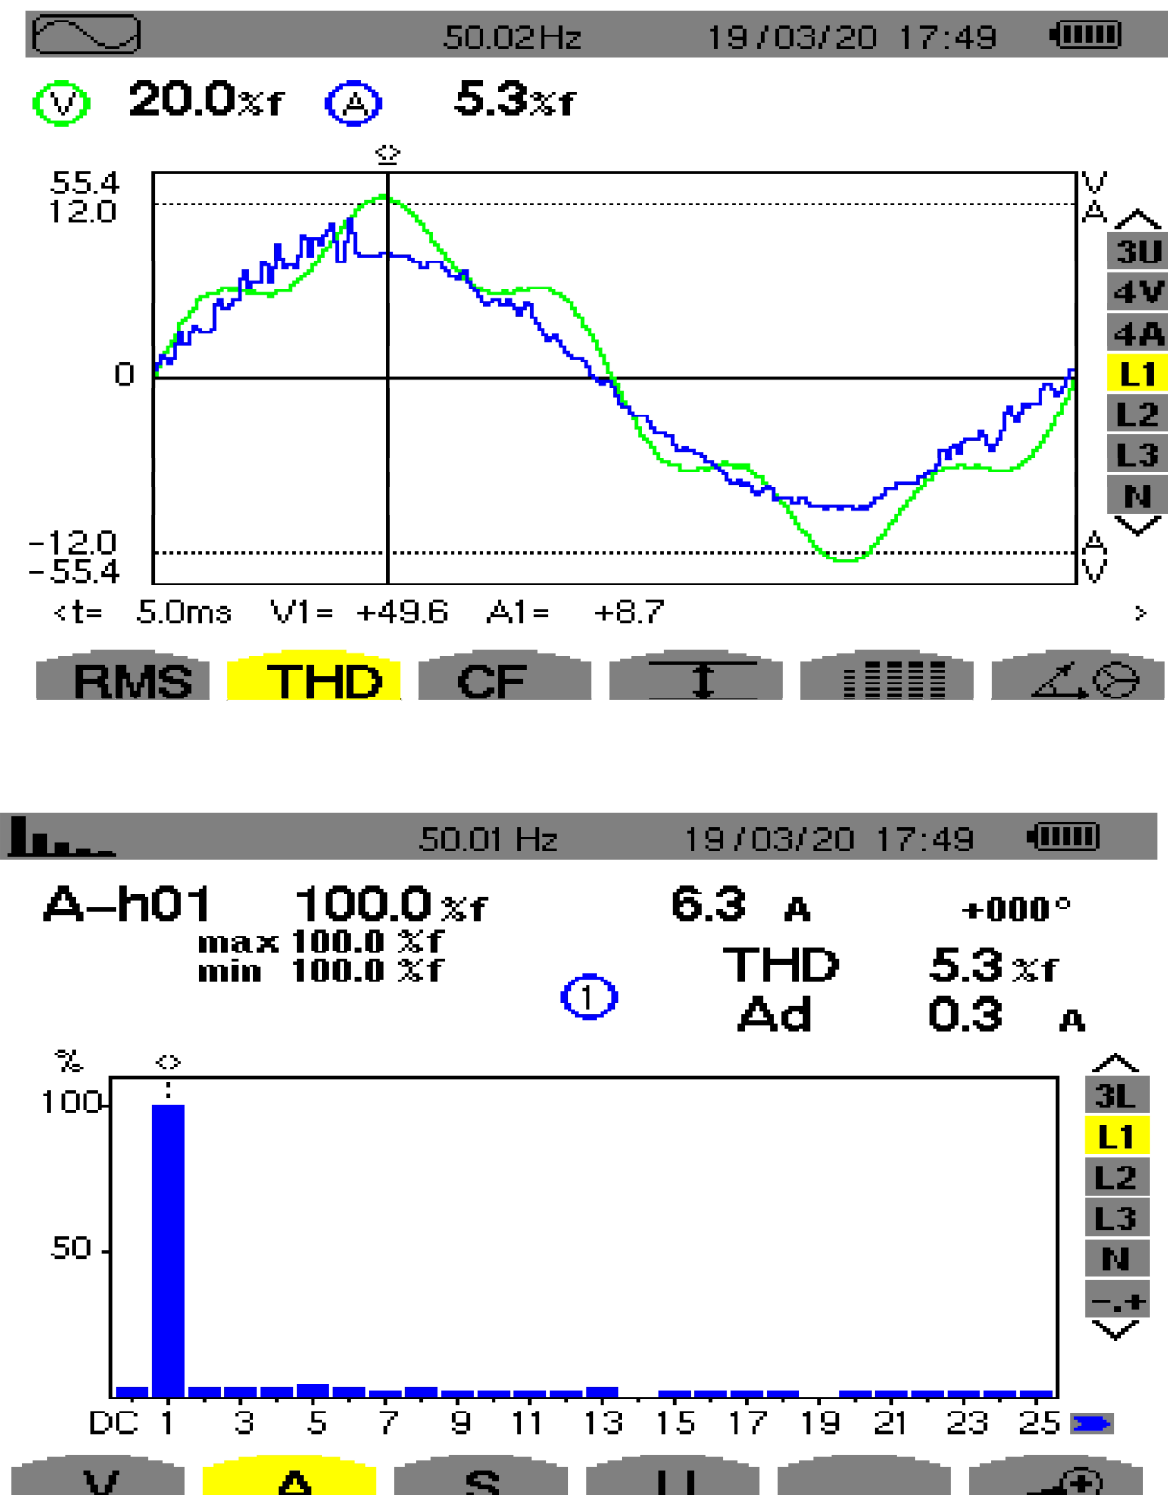 50.02Hz 19/03/20 17:49
V 20.0%f A 5.3%f
55.4 V
12.0 A
3U
4V
4A
L1
0
L2
L3
N
-12.0 A
-55.4 V
<t= 5.0ms V1= +49.6 A1= +8.7 >
RMS THD CF
50.01 Hz 19/03/20 17:49
A-h01 100.0%f 6.3 A +000°
max 100.0 %f
min 100.0 %f
THD 5.3%f
1
Ad 0.3 A
%
100
3L
L1
L2
L3
50
N
-.+
DC 1 3 5 7 9 11 13 15 17 19 21 23 25
V A S U